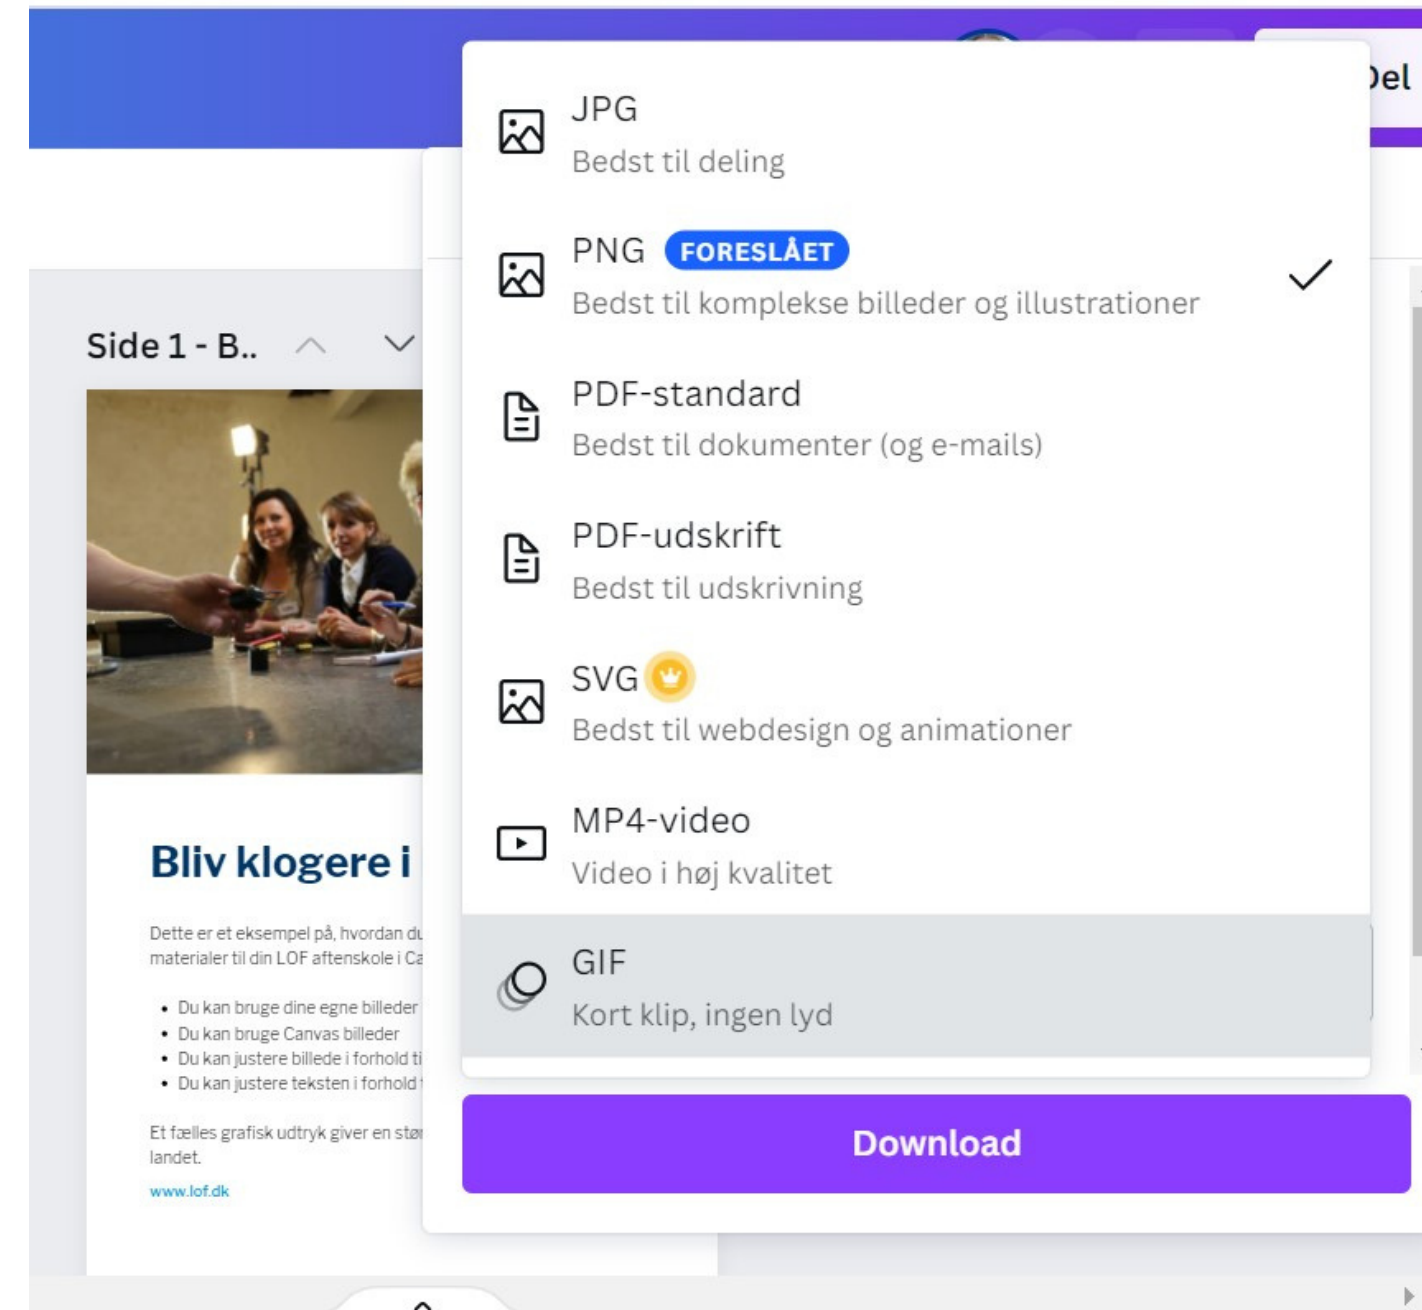 Del
JPG
Bedst til deling
PNG FORESLÅET
Bedst til komplekse billeder og illustrationer
PDF-standard
Bedst til dokumenter (og e-mails)
PDF-udskrift
Bedst til udskrivning
SVG
Bedst til webdesign og animationer
MP4-video
Video i høj kvalitet
GIF
Kort klip, ingen lyd
Download
Side 1 - B..
Bliv klogere i
Dette er et eksempel på, hvordan du
materialer til din LOF aftenskole i Ca
• Du kan bruge dine egne billeder
• Du kan bruge Canvas billeder
• Du kan justere billede i forhold ti
• Du kan justere teksten i forhold
Et fælles grafisk udtryk giver en stør
landet.
www.lof.dk